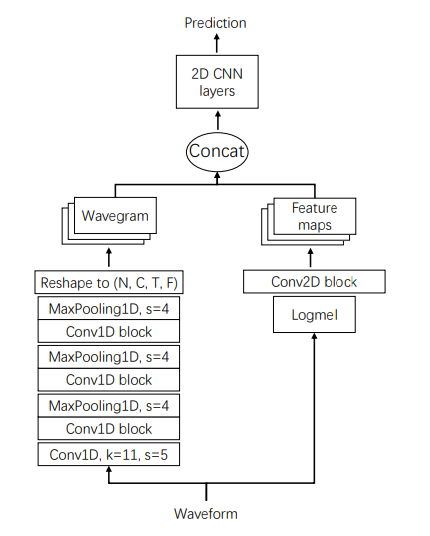 Prediction
2D CNN
layers
Concat
Wavegram
Feature
maps
Reshape to (N, C, T, F)
MaxPooling1D, s=4
Conv1D block
MaxPooling1D, s=4
Conv1D block
MaxPooling1D, s=4
Conv1D block
Conv1D, k=11, s=5
Conv2D block
Logmel
Waveform